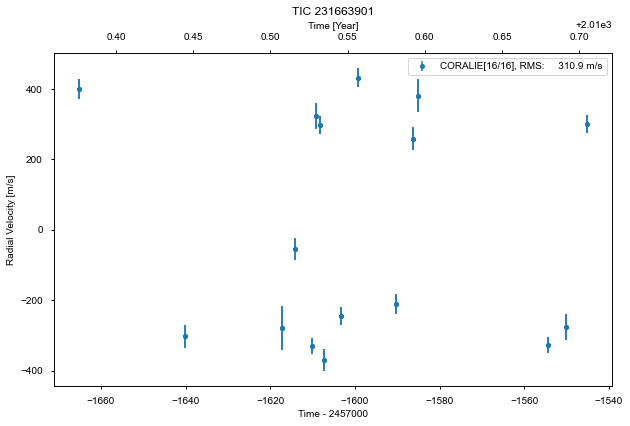 TIC 231663901
Time [Year]
+2.01e3
0.40 0.45 0.50 0.55 0.60 0.65 0.70
CORALIE[16/16], RMS: 310.9 m/s
Radial Velocity [m/s]
400
200
0
−200
−400
−1660 −1640 −1620 −1600 −1580 −1560 −1540
Time - 2457000